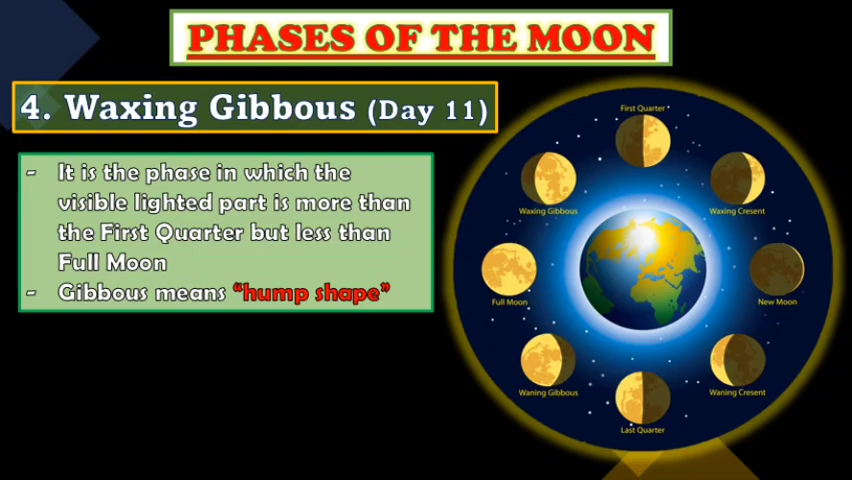 PHASES OF THE MOON
4. Waxing Gibbous (Day 11)
- It is the phase in which the
visible lighted part is more than
the First Quarter but less than
Full Moon
- Gibbous means “hump shape”
First Quarter
Waxing Gibbous
Waxing Cresent
Full Moon
New Moon
Waning Gibbous
Waning Cresent
Last Quarter